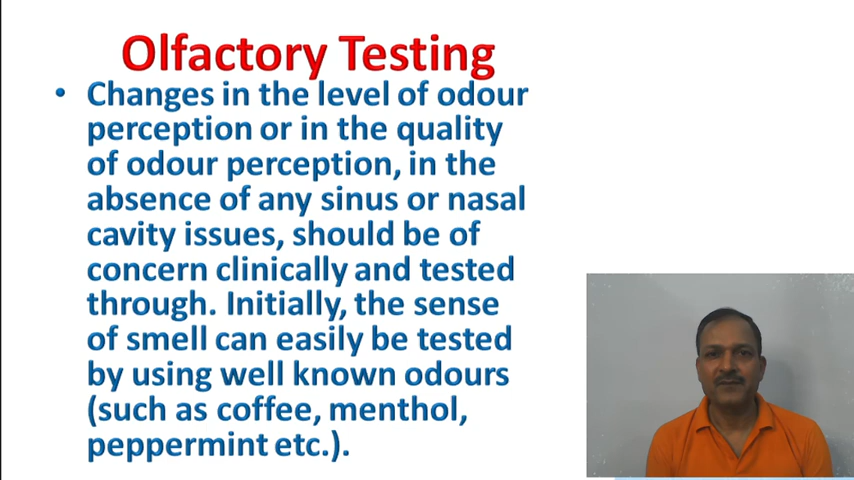 Olfactory Testing
• Changes in the level of odour
perception or in the quality
of odour perception, in the
absence of any sinus or nasal
cavity issues, should be of
concern clinically and tested
through. Initially, the sense
of smell can easily be tested
by using well known odours
(such as coffee, menthol,
peppermint etc.).